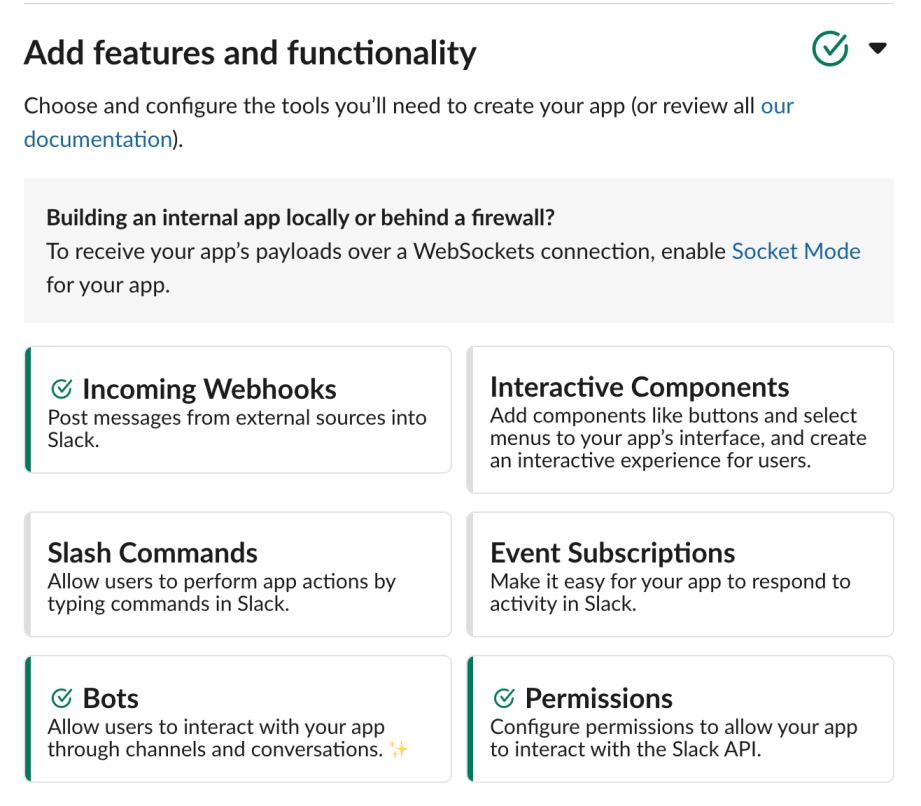 Add features and functionality
Choose and configure the tools you’ll need to create your app (or review all our
documentation).
Building an internal app locally or behind a firewall?
To receive your app’s payloads over a WebSockets connection, enable Socket Mode
for your app.
Incoming Webhooks
Post messages from external sources into
Slack.
Interactive Components
Add components like buttons and select
menus to your app’s interface, and create
an interactive experience for users.
Slash Commands
Allow users to perform app actions by
typing commands in Slack.
Event Subscriptions
Make it easy for your app to respond to
activity in Slack.
Bots
Allow users to interact with your app
through channels and conversations. ✨
Permissions
Configure permissions to allow your app
to interact with the Slack API.